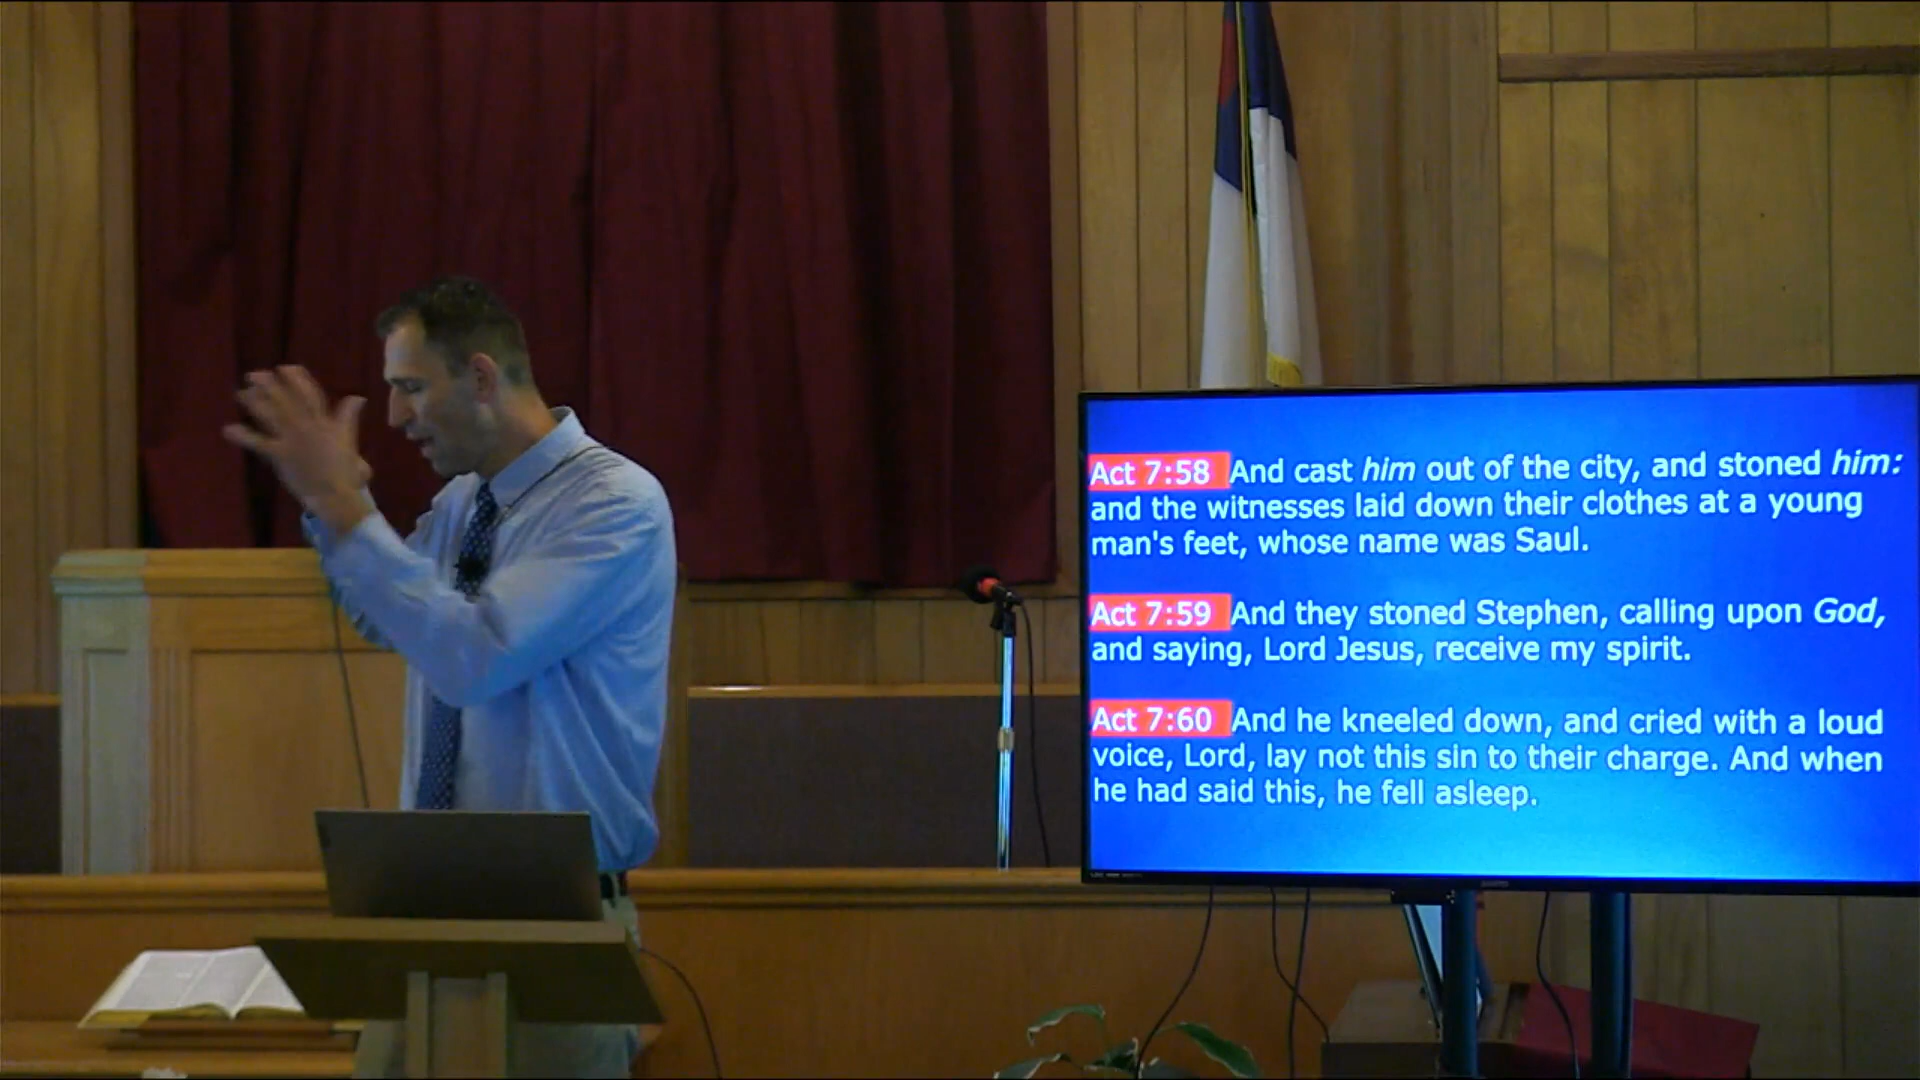 Act 7:58 And cast him out of the city, and stoned him:
and the witnesses laid down their clothes at a young
man's feet, whose name was Saul.
Act 7:59 And they stoned Stephen, calling upon God,
and saying, Lord Jesus, receive my spirit.
Act 7:60 And he kneeled down, and cried with a loud
voice, Lord, lay not this sin to their charge. And when
he had said this, he fell asleep.